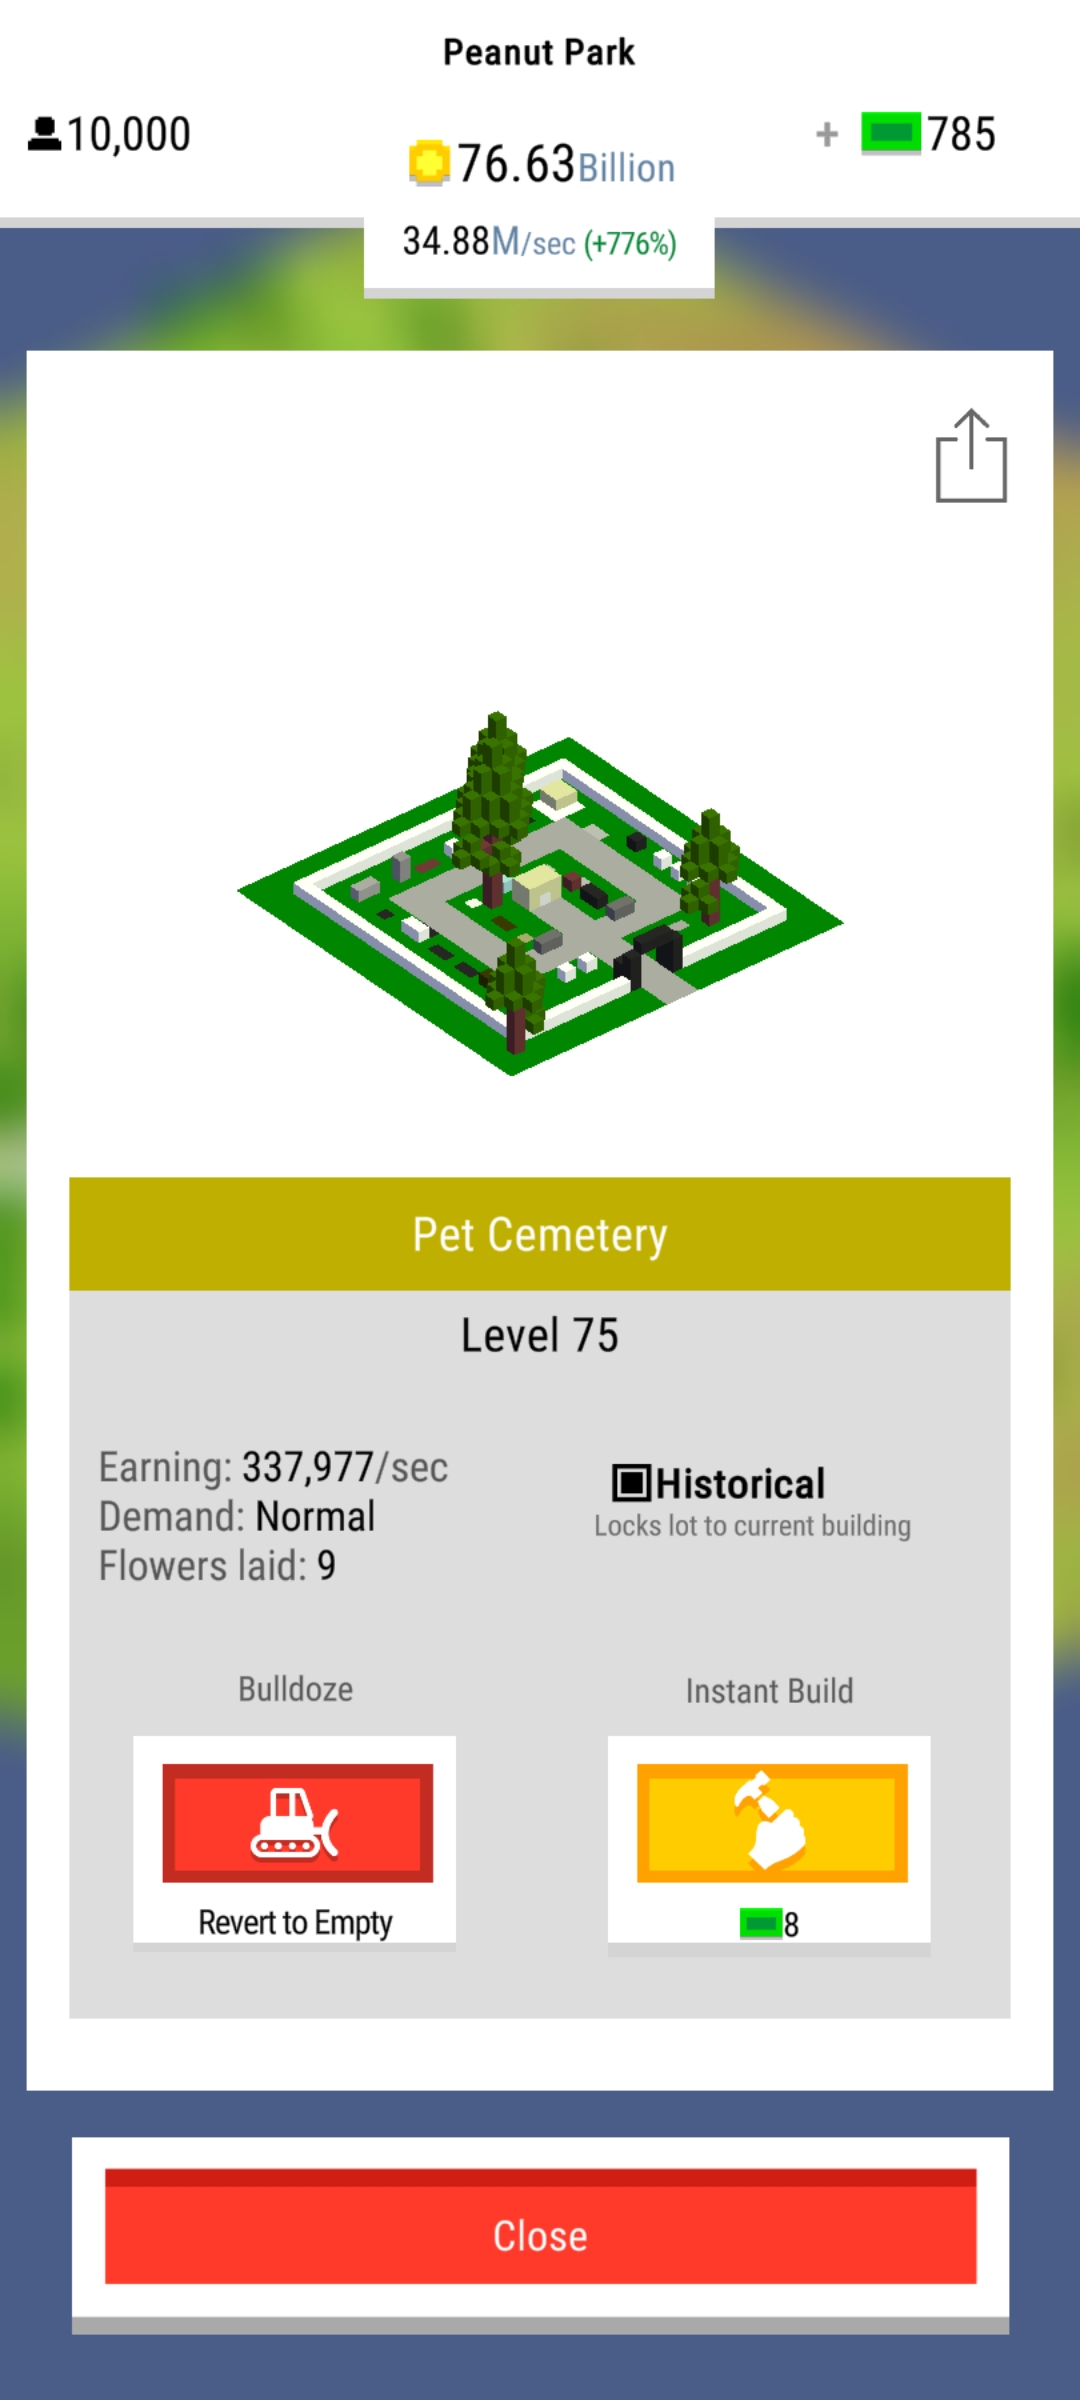 Peanut Park
10,000
76.63Billion
+ 785
34.88M/sec (+776%)
Pet Cemetery
Level 75
Earning: 337,977/sec
Demand: Normal
Flowers laid: 9
Historical
Locks lot to current building
Bulldoze
Revert to Empty
Instant Build
8
Close